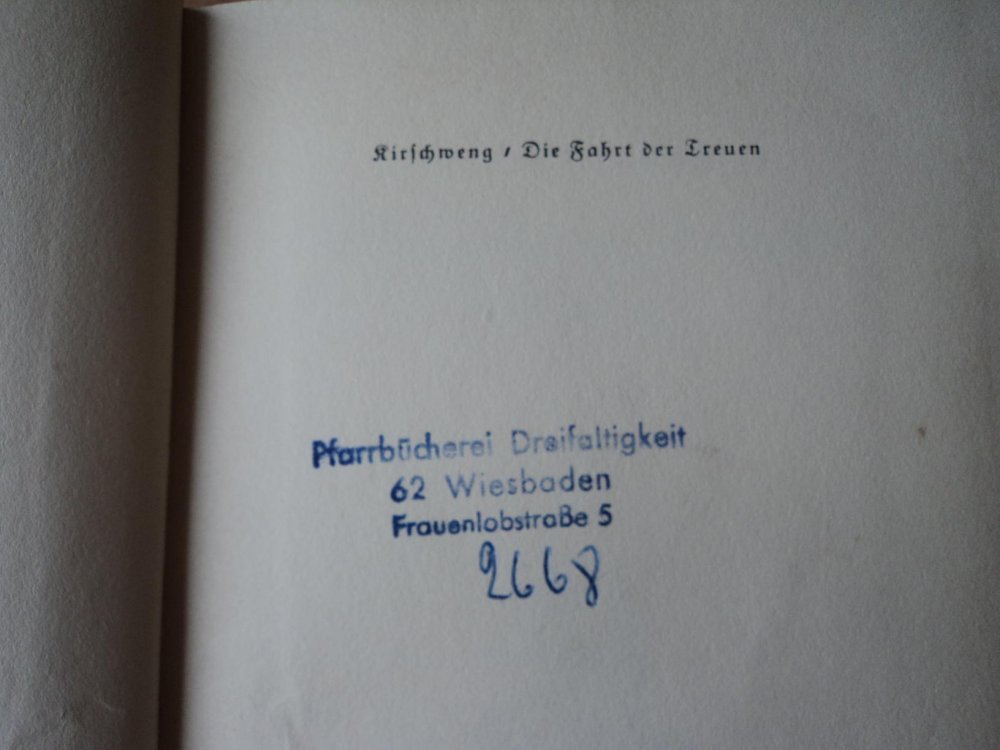 Kirschweng / Die Fahrt der Treuen
Pfarrbücherei Dreifaltigkeit
62 Wiesbaden
Frauenlobstraße 5
2668